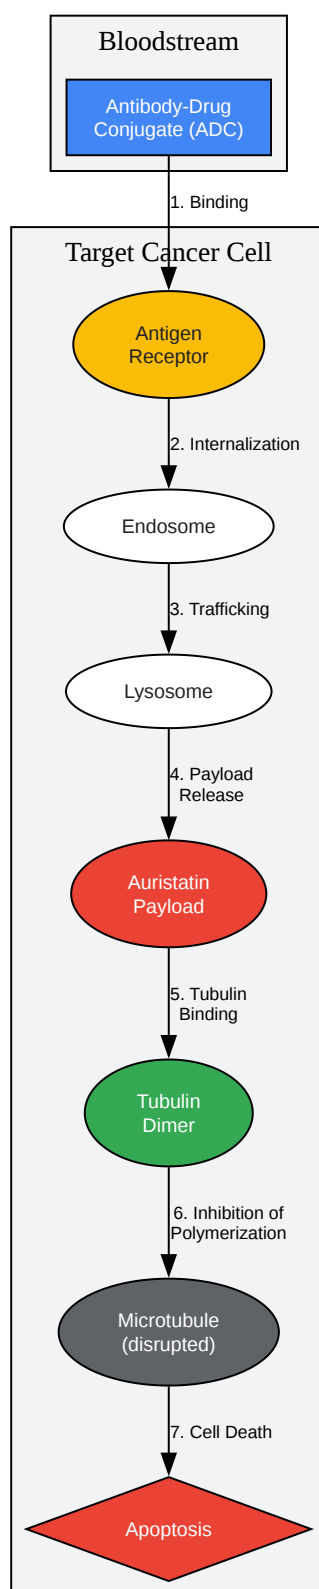 Bloodstream
Antibody-Drug
Conjugate (ADC)
1. Binding
Target Cancer Cell
Antigen
Receptor
2. Internalization
Endosome
3. Trafficking
Lysosome
4. Payload
Release
Auristatin
Payload
5. Tubulin
Binding
Tubulin
Dimer
6. Inhibition of
Polymerization
Microtubule
(disrupted)
7. Cell Death
Apoptosis